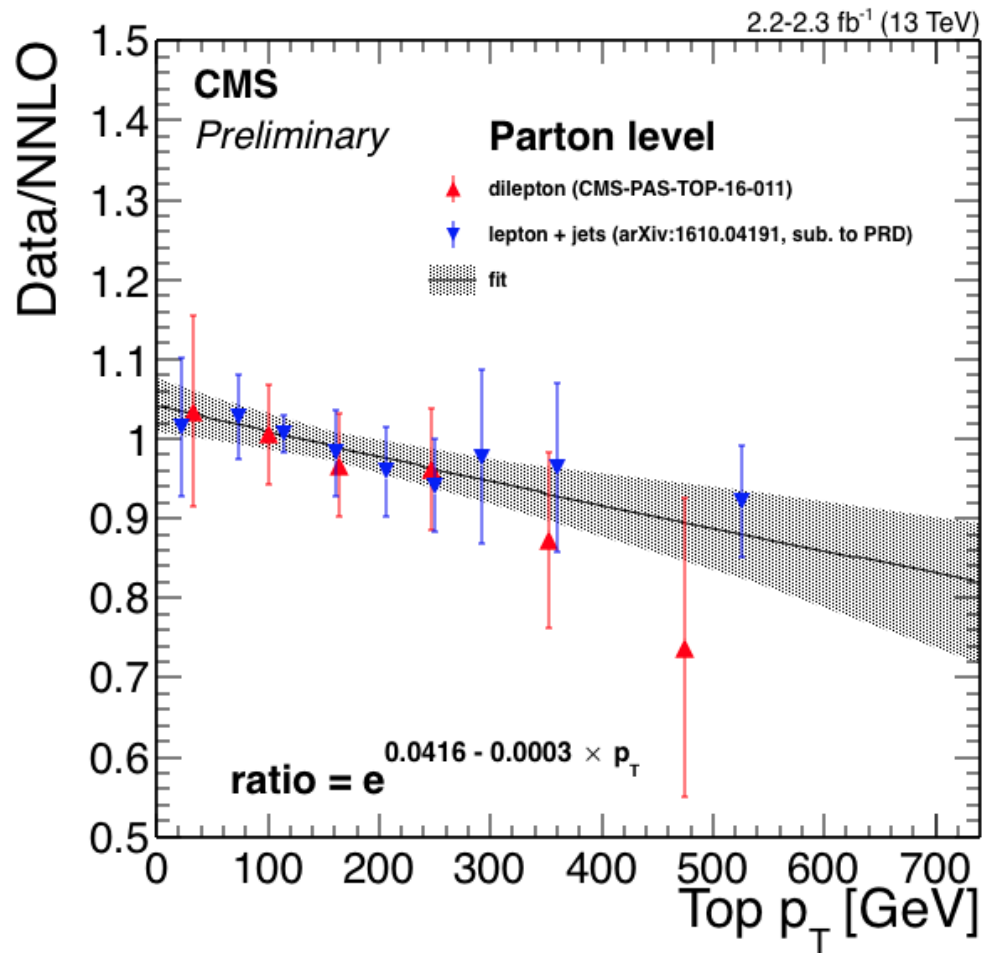 2.2-2.3 fb-1 (13 TeV)
Data/NNLO
1.5
1.4
1.3
1.2
1.1
1
0.9
0.8
0.7
0.6
0.5
CMS
Preliminary
Parton level
dilepton (CMS-PAS-TOP-16-011)
lepton + jets (arXiv:1610.04191, sub. to PRD)
fit
ratio = e0.0416 - 0.0003 × pT
0 100 200 300 400 500 600 700
Top pT [GeV]